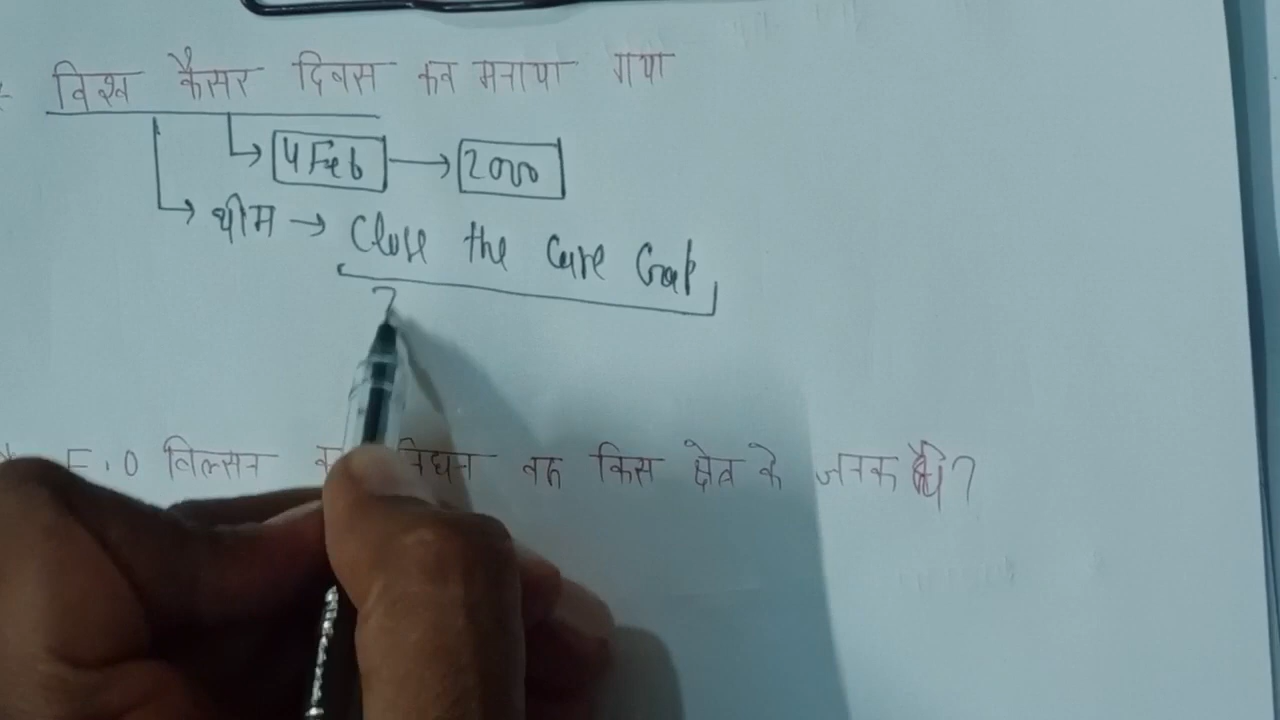 विश्व कैसर दिवस कब मनाया गया
4 Feb → 2000
थीम → Close the Care Gap
E.O विल्सन निधन वह किस क्षेत्र के जनक थे?